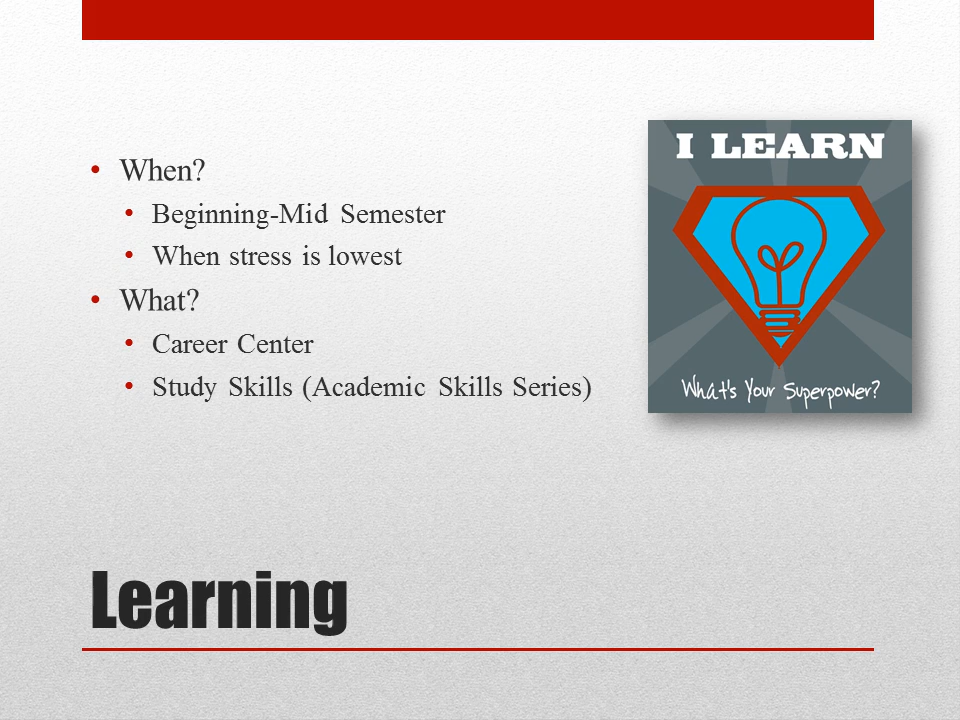 • When?
• Beginning-Mid Semester
• When stress is lowest
• What?
• Career Center
• Study Skills (Academic Skills Series)
I LEARN
What's Your Superpower?
Learning